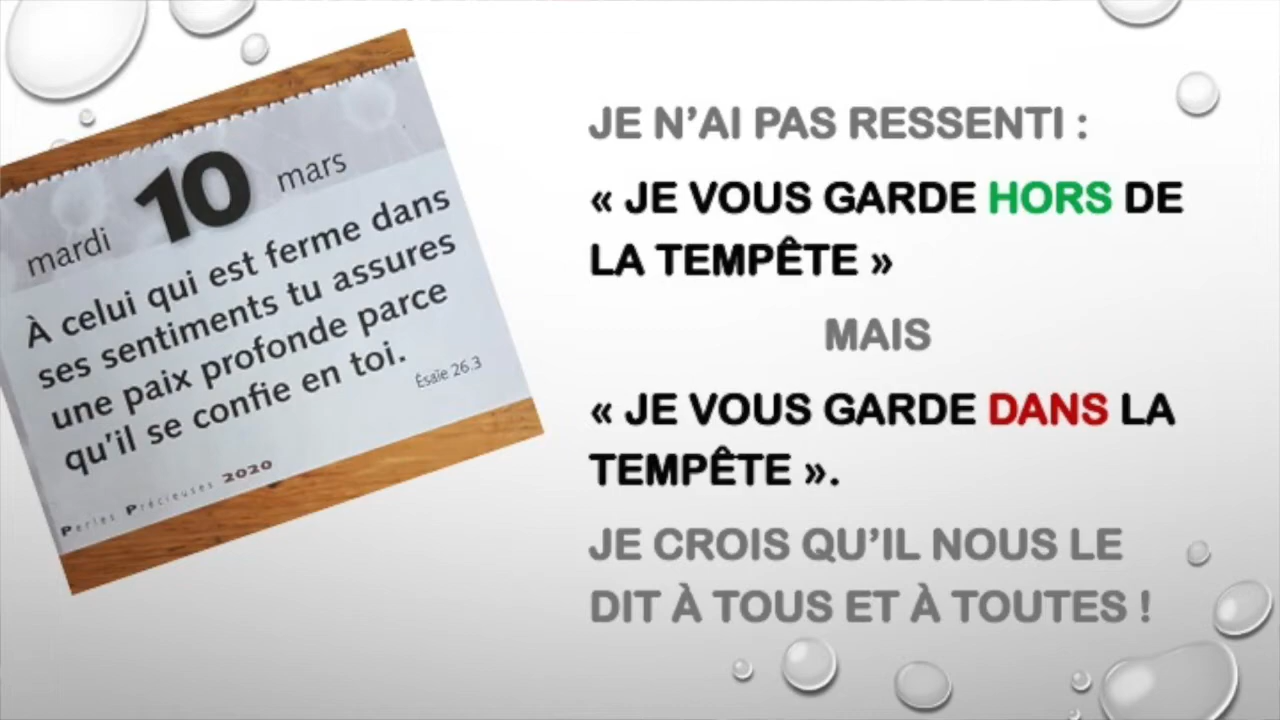 mardi 10 mars
À celui qui est ferme dans
ses sentiments tu assures
une paix profonde parce
qu'il se confie en toi.
Ésaïe 26.3
Perles Précieuses 2020
JE N'AI PAS RESSENTI :
« JE VOUS GARDE HORS DE
LA TEMPÊTE »
MAIS
« JE VOUS GARDE DANS LA
TEMPÊTE ».
JE CROIS QU'IL NOUS LE
DIT À TOUS ET À TOUTES !